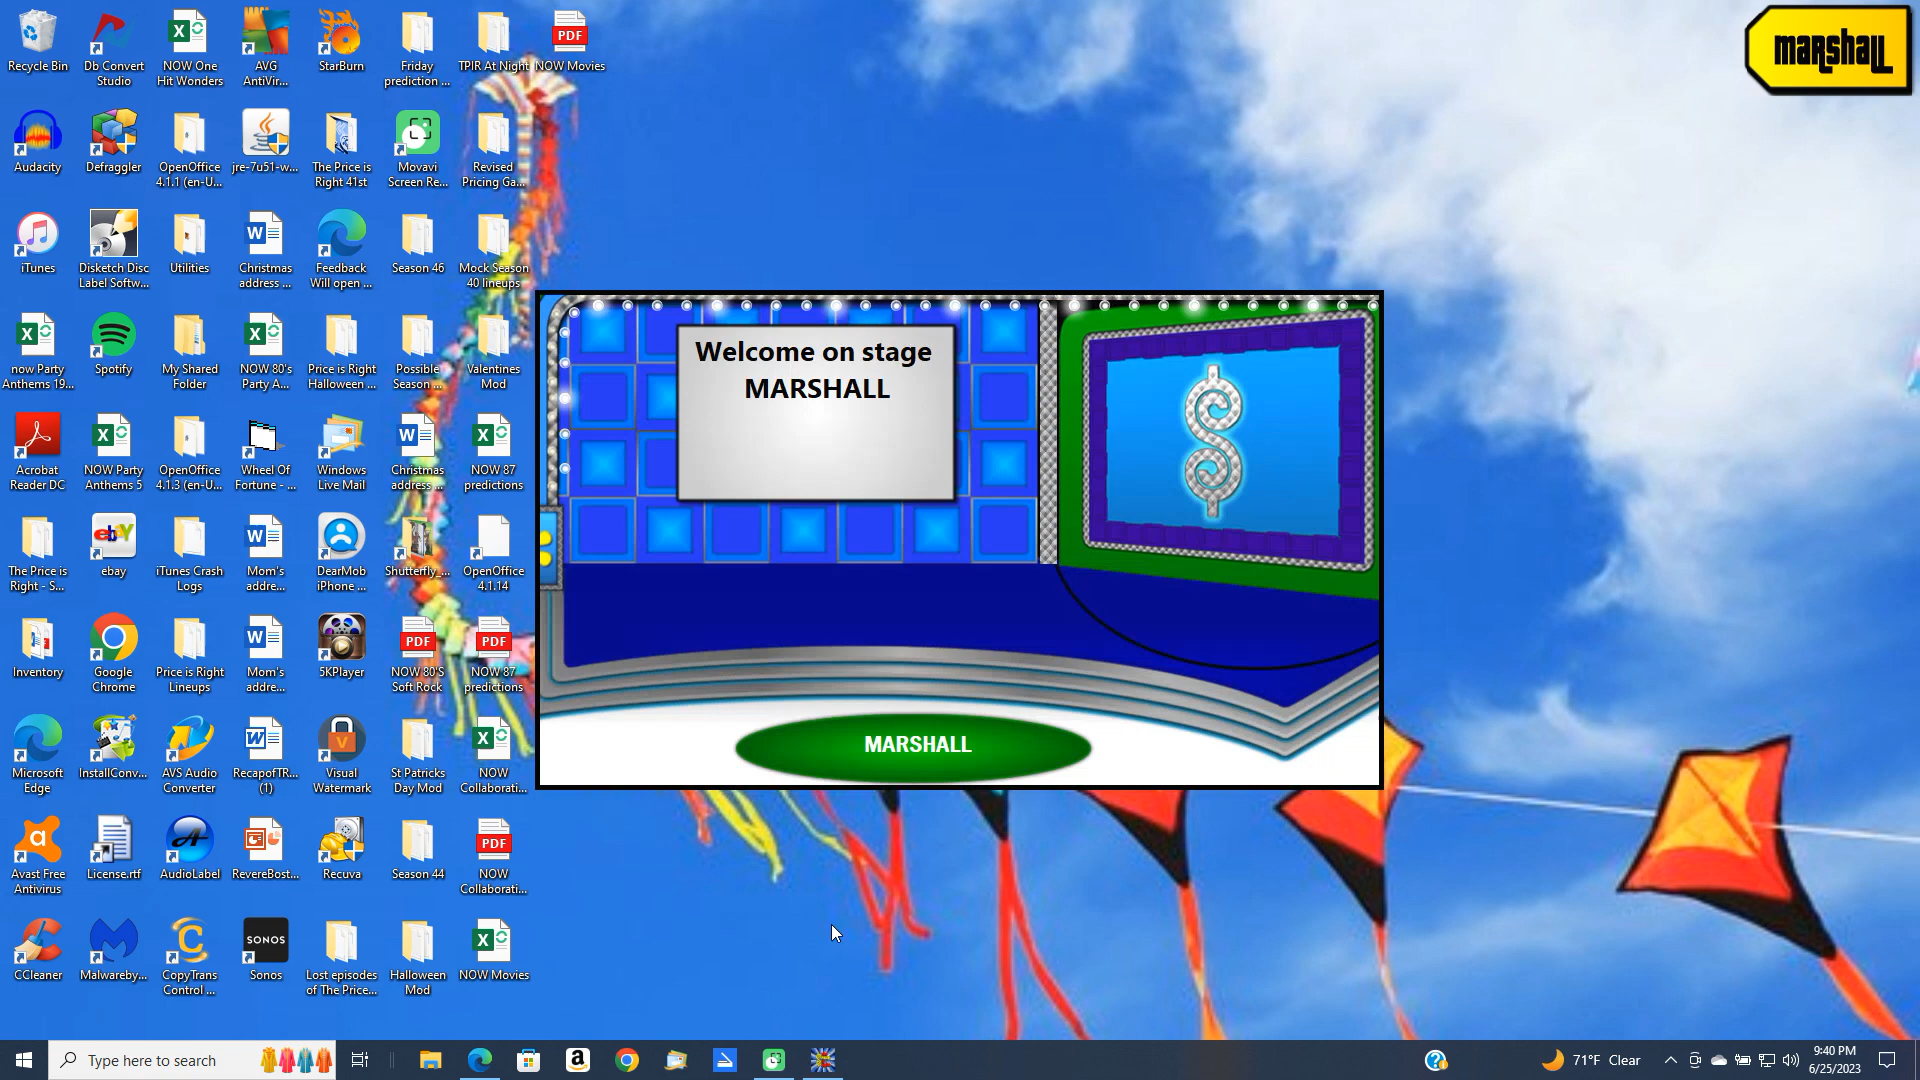 Recycle Bin
Db Convert
Studio
NOW One
Hit Wonders
AVG
AntiVir...
StarBurn
Friday
prediction ...
TPIR At Night
NOW Movies
marshall
Audacity
Defraggler
OpenOffice
4.1.1 (en-U...
jre-7u51-w...
The Price is
Right 41st
Movavi
Screen Re...
Revised
Pricing Ga...
iTunes
Disketch Disc
Label Softw...
Utilities
Christmas
address ...
Feedback
Will open ...
Season 46
Mock Season
40 lineups
now Party
Anthems 19...
Spotify
My Shared
Folder
NOW 80's
Party A...
Price is Right
Halloween ...
Possible
Season ...
Valentines
Mod
Welcome on stage
MARSHALL
Acrobat
Reader DC
NOW Party
Anthems 5
OpenOffice
4.1.3 (en-U...
Wheel Of
Fortune - ...
Windows
Live Mail
Christmas
address ...
NOW 87
predictions
The Price is
Right - S...
ebay
ebay
iTunes Crash
Logs
Mom's
addre...
DearMob
iPhone ...
Shutterfly_...
OpenOffice
4.1.14
Inventory
Google
Chrome
Price is Right
Lineups
Mom's
addre...
5KPlayer
PDF
NOW 80'S
Soft Rock
PDF
NOW 87
predictions
MARSHALL
Microsoft
Edge
InstallConv...
AVS Audio
Converter
RecapofTR...
(1)
Visual
Watermark
St Patricks
Day Mod
NOW
Collaborati...
Avast Free
Antivirus
License.rtf
AudioLabel
RevereBost...
Recuva
Season 44
PDF
NOW
Collaborati...
CCleaner
Malwareby...
CopyTrans
Control ...
SONOS
Sonos
Lost episodes
of The Price...
Halloween
Mod
NOW Movies
Type here to search
71°F Clear
9:40 PM
6/25/2023